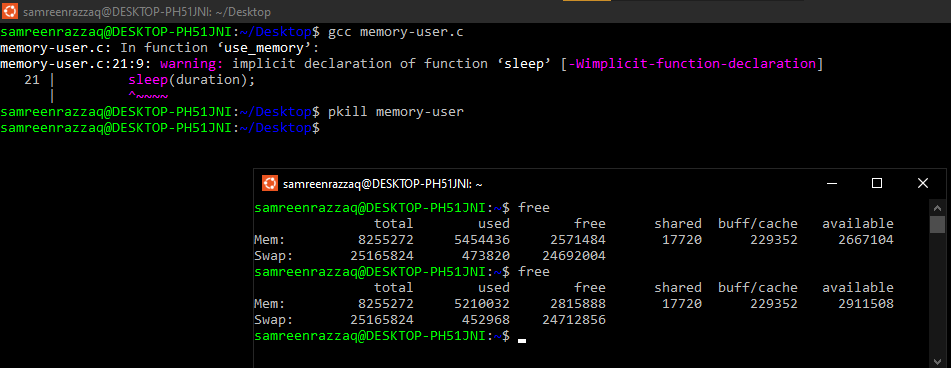 samreenrazzaq@DESKTOP-PH51JNI: ~/Desktop
samreenrazzaq@DESKTOP-PH51JNI:~/Desktop$ gcc memory-user.c
memory-user.c: In function ‘use_memory’:
memory-user.c:21:9: warning: implicit declaration of function ‘sleep’ [-Wimplicit-function-declaration]
   21 |         sleep(duration);
      |         ^~~~~
samreenrazzaq@DESKTOP-PH51JNI:~/Desktop$ pkill memory-user
samreenrazzaq@DESKTOP-PH51JNI:~/Desktop$
samreenrazzaq@DESKTOP-PH51JNI: ~
samreenrazzaq@DESKTOP-PH51JNI:~$ free
              total        used        free      shared  buff/cache   available
Mem:        8255272     5454436     2571484       17720      229352     2667104
Swap:      25165824      473820    24692004
samreenrazzaq@DESKTOP-PH51JNI:~$ free
              total        used        free      shared  buff/cache   available
Mem:        8255272     5210032     2815888       17720      229352     2911508
Swap:      25165824      452968    24712856
samreenrazzaq@DESKTOP-PH51JNI:~$